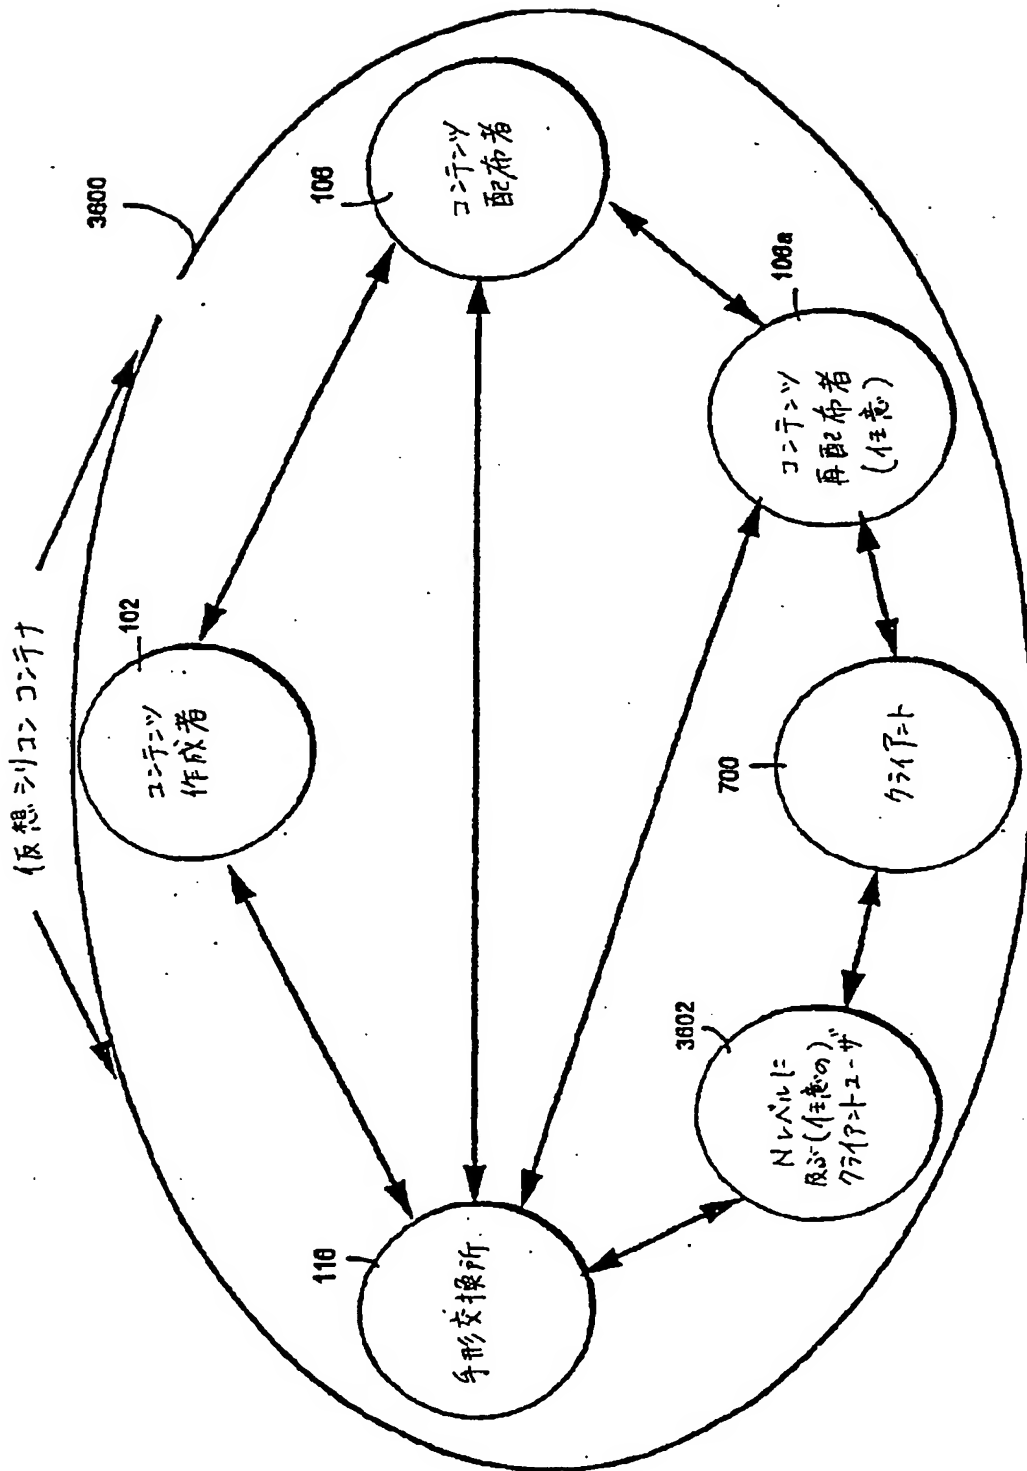 仮想シリコン コンテナ
3600
102
コンテンツ
作成者
106
コンテンツ
配布者
116
手形交換所
106a
コンテンツ
再配布者
(任意)
3602
Nレベルに
及ぶ(任意の)
クライアントユーザ
700
クライアント